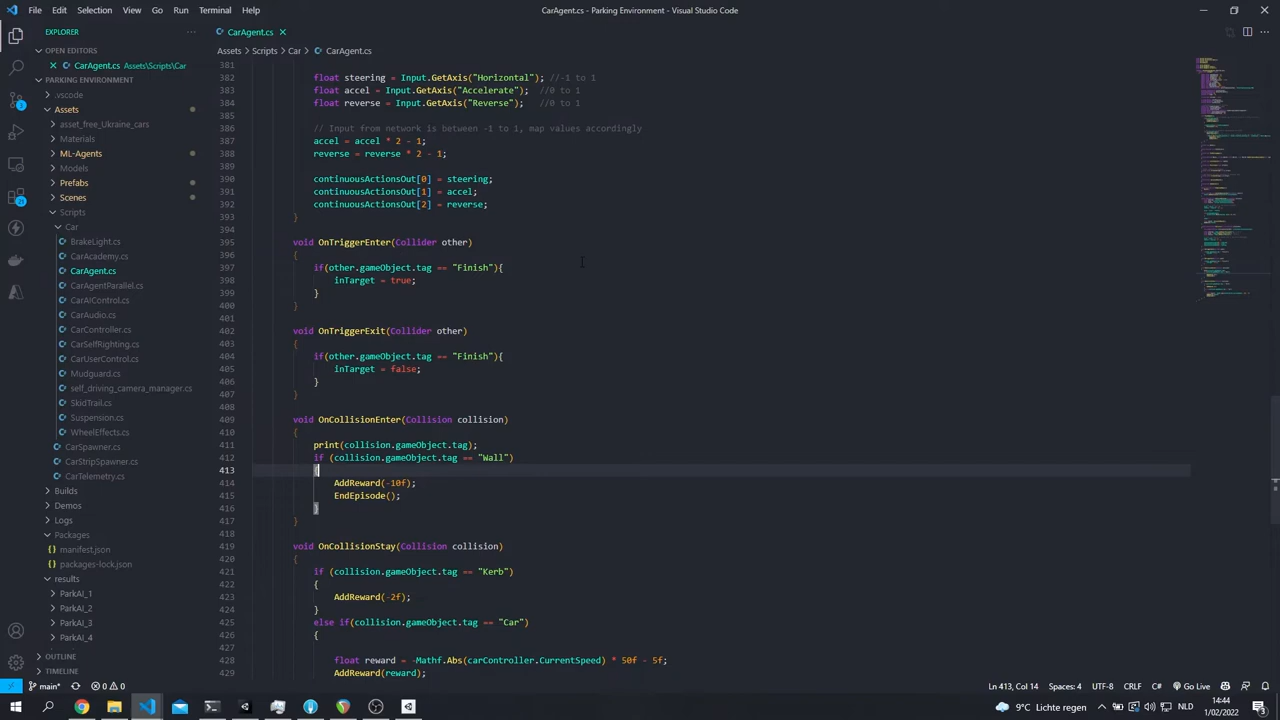 File Edit Selection View Go Run Terminal Help
CarAgent.cs - Parking Environment - Visual Studio Code
EXPLORER
OPEN EDITORS
CarAgent.cs Assets\Scripts\Car
PARKING ENVIRONMENT
.vscode
Assets
asset_free_Ukraine_cars
Materials
ML-Agents
Models
Prefabs
Scenes
Scripts
Car
BrakeLight.cs
CarAcademy.cs
CarAgent.cs
CarAgentParallel.cs
CarAIControl.cs
CarAudio.cs
CarController.cs
CarSelfRighting.cs
CarUserControl.cs
Mudguard.cs
self_driving_camera_manager.cs
SkidTrail.cs
Suspension.cs
WheelEffects.cs
CarSpawner.cs
CarStripSpawner.cs
CarTelemetry.cs
Builds
Demos
Logs
Packages
manifest.json
packages-lock.json
results
ParkAI_1
ParkAI_2
ParkAI_3
ParkAI_4
OUTLINE
TIMELINE
CarAgent.cs
Assets > Scripts > Car > CarAgent.cs
381
382 float steering = Input.GetAxis("Horizontal"); //-1 to 1
383 float accel = Input.GetAxis("Accelerate"); //0 to 1
384 float reverse = Input.GetAxis("Reverse"); //0 to 1
385
386 // Input from network is between -1 to 1, map values accordingly
387 accel = accel * 2 - 1;
388 reverse = reverse * 2 - 1;
389
390 continuousActionsOut[0] = steering;
391 continuousActionsOut[1] = accel;
392 continuousActionsOut[2] = reverse;
393 }
394
395 void OnTriggerEnter(Collider other)
396 {
397 if(other.gameObject.tag == "Finish"){
398 inTarget = true;
399 }
400 }
401
402 void OnTriggerExit(Collider other)
403 {
404 if(other.gameObject.tag == "Finish"){
405 inTarget = false;
406 }
407 }
408
409 void OnCollisionEnter(Collision collision)
410 {
411 print(collision.gameObject.tag);
412 if (collision.gameObject.tag == "Wall")
413 {
414 AddReward(-10f);
415 EndEpisode();
416 }
417 }
418
419 void OnCollisionStay(Collision collision)
420 {
421 if (collision.gameObject.tag == "Kerb")
422 {
423 AddReward(-2f);
424 }
425 else if(collision.gameObject.tag == "Car")
426 {
427
428 float reward = -Mathf.Abs(carController.CurrentSpeed) * 50f - 5f;
429 AddReward(reward);
main* 0 0
Ln 413, Col 14 Spaces: 4 UTF-8 CRLF C# Go Live
9°C Lichte regen NLD 14:44
1/02/2022